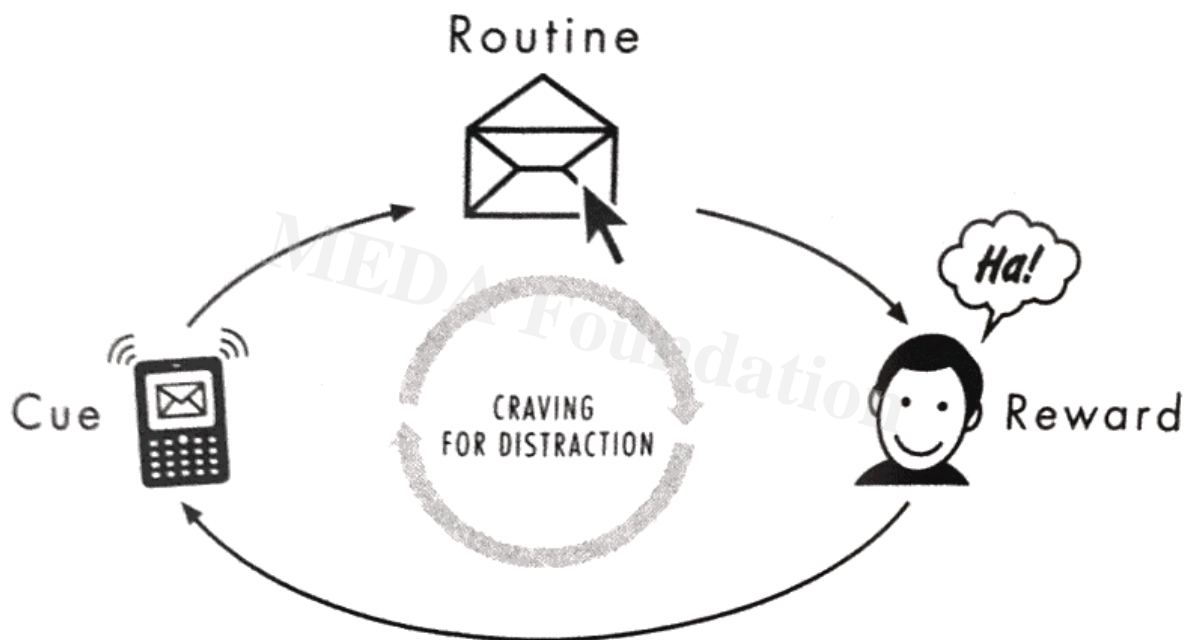 Routine
Ha!
Cue
CRAVING
FOR DISTRACTION
Reward
MEDA Foundation